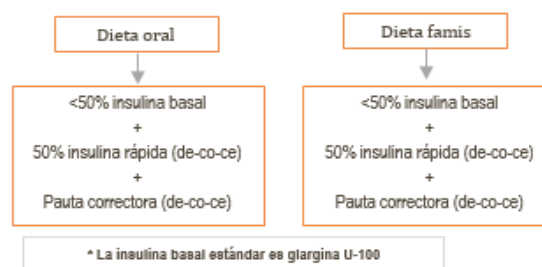 Dieta oral
<50% insulina basal
+
50% insulina rápida (de-co-ce)
+
Pauta correctora (de-co-ce)
Dieta famis
<50% insulina basal
+
50% insulina rápida (de-co-ce)
+
Pauta correctora (de-co-ce)
* La insulina basal estándar es glargina U-100